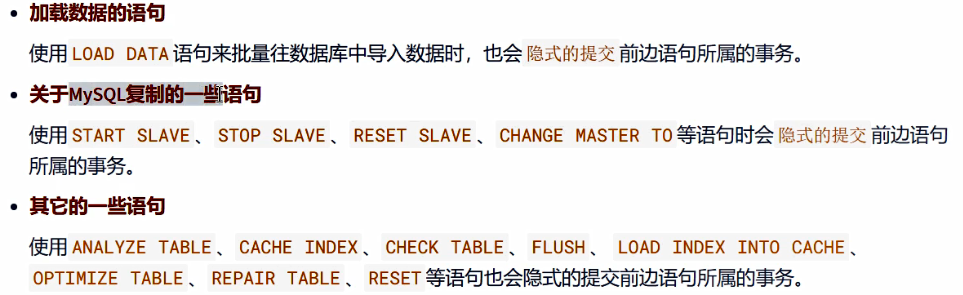 加载数据的语句
使用 LOAD DATA 语句来批量往数据库中导入数据时，也会 隐式的提交 前边语句所属的事务。
关于MySQL复制的一些语句
使用 START SLAVE 、 STOP SLAVE 、 RESET SLAVE 、 CHANGE MASTER TO 等语句时会 隐式的提交 前边语句
所属的事务。
其它的一些语句
使用 ANALYZE TABLE 、 CACHE INDEX 、 CHECK TABLE 、 FLUSH 、 LOAD INDEX INTO CACHE 、
OPTIMIZE TABLE 、 REPAIR TABLE 、 RESET 等语句也会隐式的提交前边语句所属的事务。